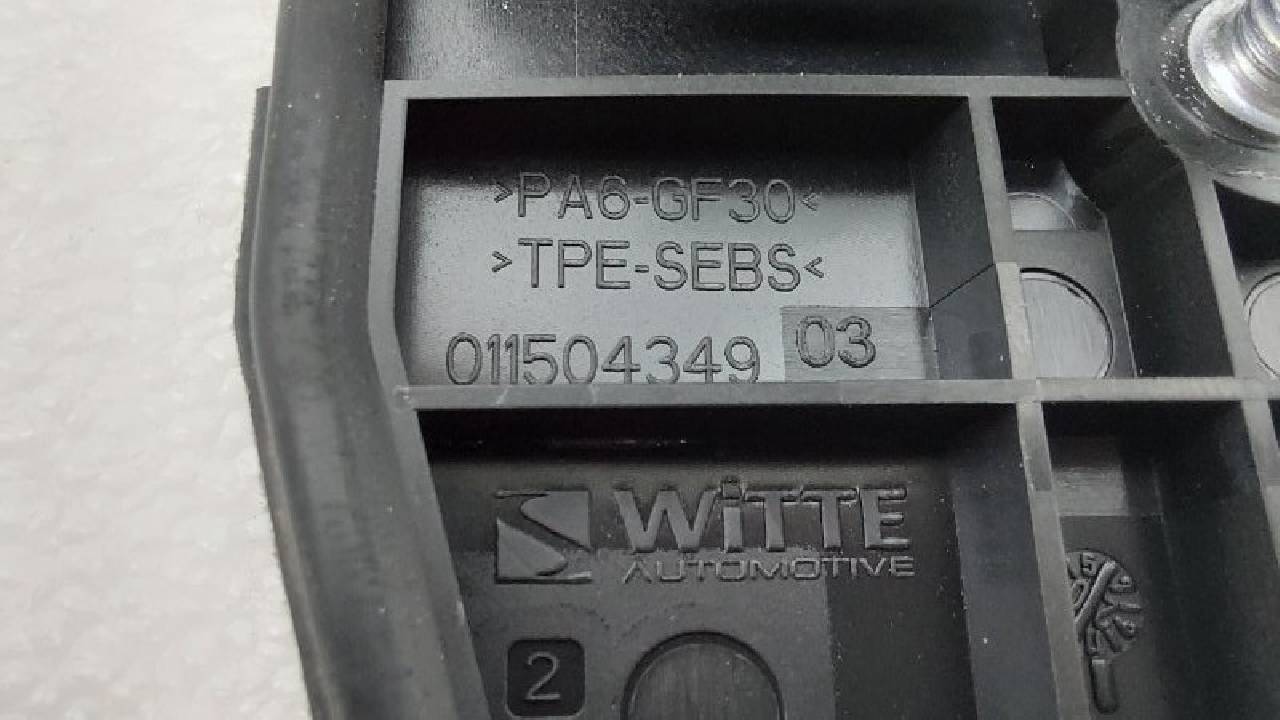 >PA6-GF30<
>TPE-SEBS<
011504349 03
WiTTE
AUTOMOTIVE
2